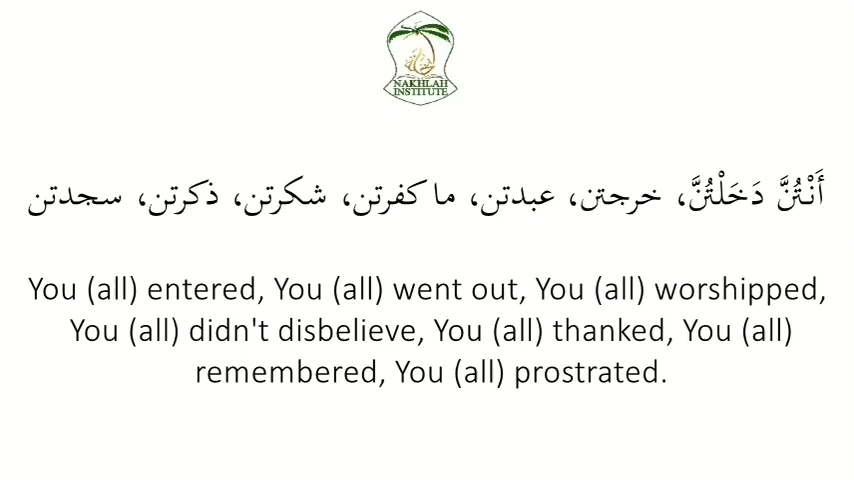 NAKHLAH
INSTITUTE
أَنْتُنَّ دَخَلْتُنَّ، خرجتن، عبدتن، ما كفرتن، شكرتن، ذكرتن، سجدتن
You (all) entered, You (all) went out, You (all) worshipped,
You (all) didn't disbelieve, You (all) thanked, You (all)
remembered, You (all) prostrated.